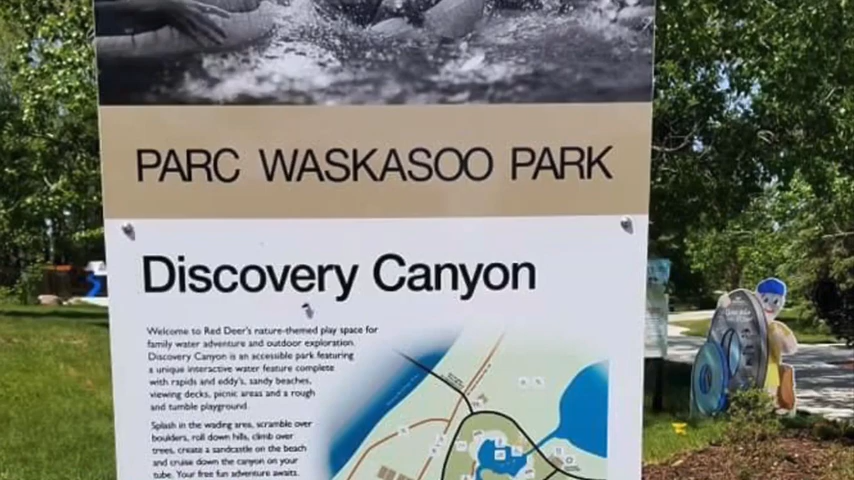 PARC WASKASOO PARK
Discovery Canyon
Welcome to Red Deer's nature-themed play space for
family water adventure and outdoor exploration.
Discovery Canyon is an accessible park featuring
a unique interactive water feature complete
with rapids and eddy's, sandy beaches,
viewing decks, picnic areas and a rough
and tumble playground.
Splash in the wading area, scramble over
boulders, roll down hills, climb over
trees, create a sandcastle on the beach
and cruise down the canyon on your
tube. Your free fun adventure awaits.